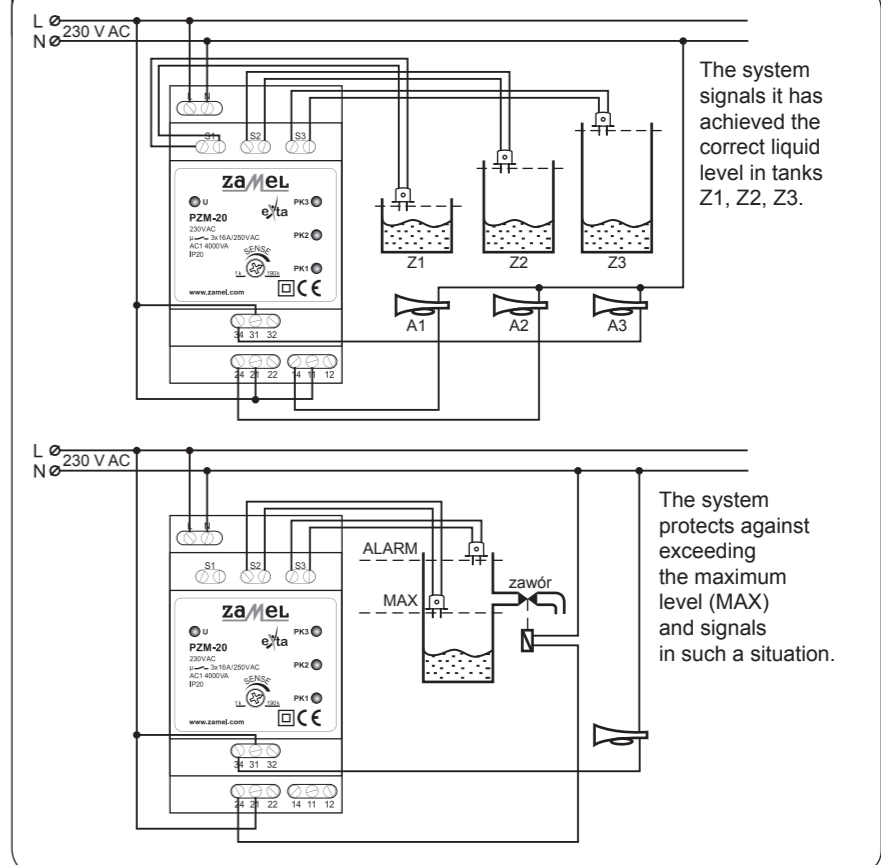 L
230 V AC
N
L N
S1 S2 S3
zamel
exta
U
PK3
PZM-20
230VAC
3x16A/250VAC
AC1 4000VA
IP20
PK2
SENSE
1 k 190k
PK1
CE
www.zamel.com
34 31 32
24 21 22 14 11 12
Z1 Z2 Z3
A1 A2 A3
The system
signals it has
achieved the
correct liquid
level in tanks
Z1, Z2, Z3.
L
230 V AC
N
L N
S1 S2 S3
zamel
exta
U
PK3
PZM-20
230VAC
µ 3x16A/250VAC
AC1 4000VA
IP20
PK2
SENSE
1 k 190k
PK1
CE
www.zamel.com
34 31 32
24 21 22 14 11 12
ALARM
MAX
zawór
The system
protects against
exceeding
the maximum
level (MAX)
and signals
in such a situation.